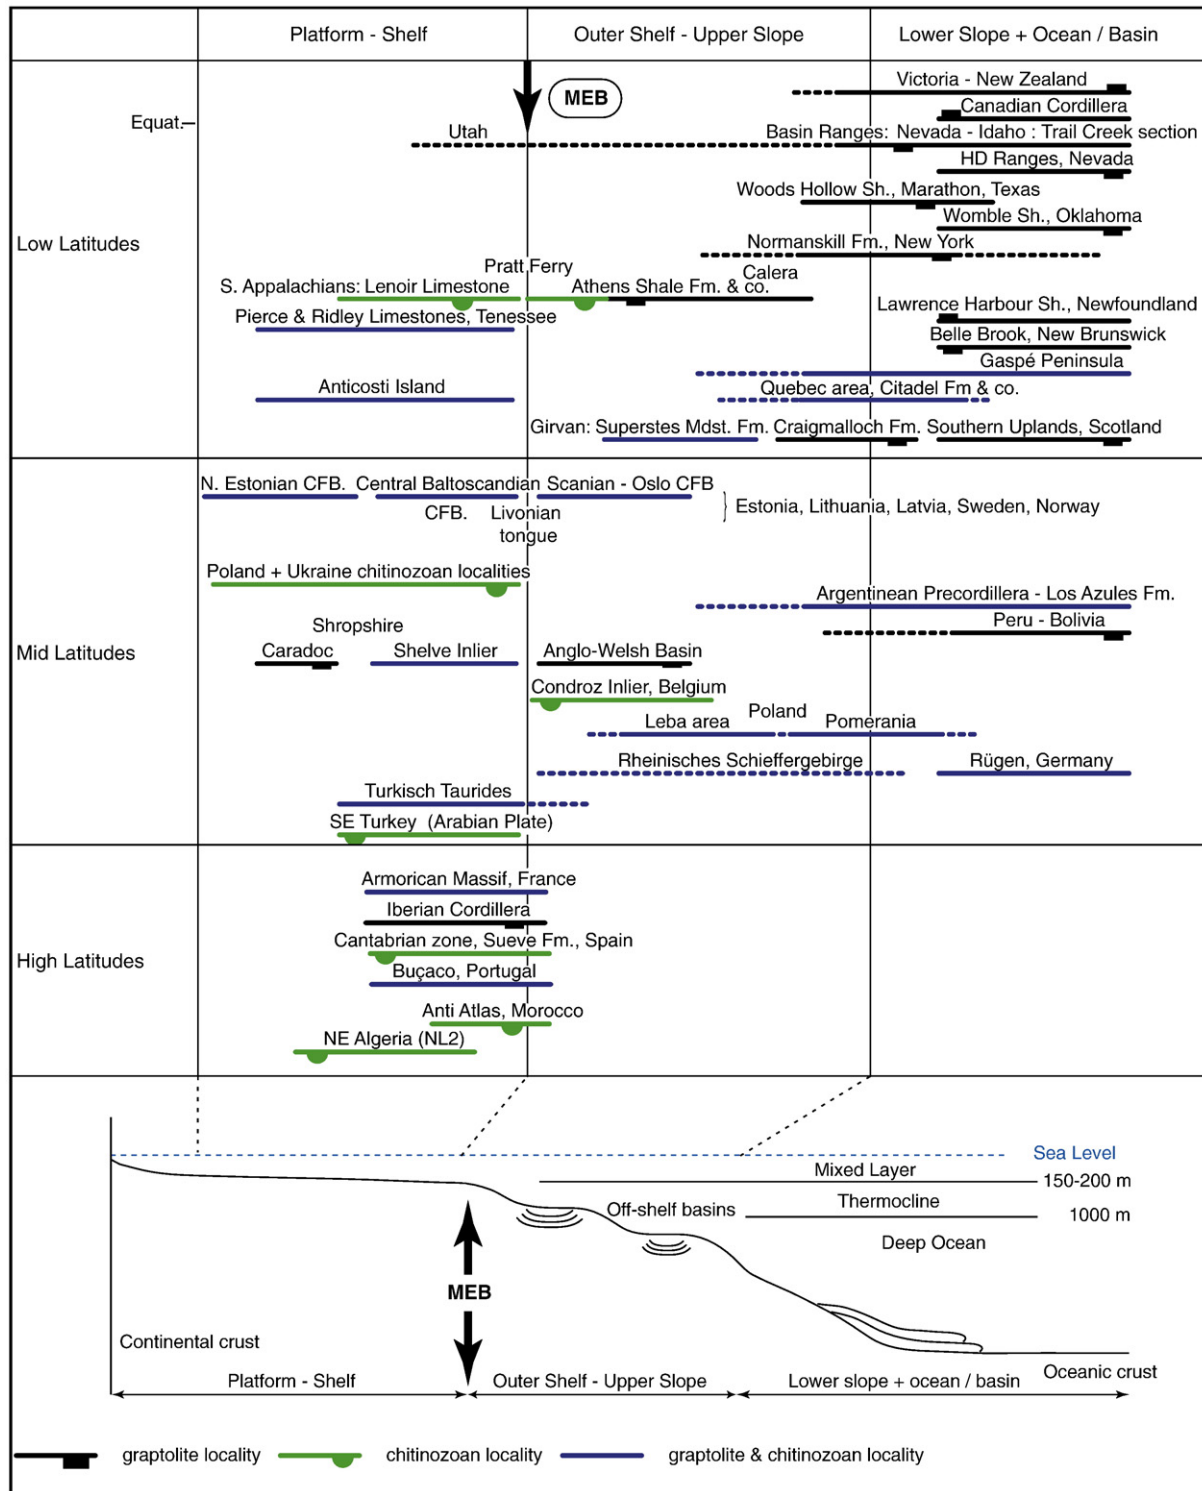 Platform - Shelf
Outer Shelf - Upper Slope
Lower Slope + Ocean / Basin
MEB
Equat.
Low Latitudes
Victoria - New Zealand
Canadian Cordillera
Utah
Basin Ranges: Nevada - Idaho : Trail Creek section
HD Ranges, Nevada
Woods Hollow Sh., Marathon, Texas
Womble Sh., Oklahoma
Normanskill Fm., New York
Pratt Ferry
Calera
S. Appalachians: Lenoir Limestone
Athens Shale Fm. & co.
Lawrence Harbour Sh., Newfoundland
Pierce & Ridley Limestones, Tenessee
Belle Brook, New Brunswick
Gaspé Peninsula
Anticosti Island
Quebec area, Citadel Fm & co.
Girvan: Superstes Mdst. Fm.
Craigmalloch Fm.
Southern Uplands, Scotland
Mid Latitudes
N. Estonian CFB.
Central Baltoscandian
CFB.
Scanian - Oslo CFB
Livonian
tongue
Estonia, Lithuania, Latvia, Sweden, Norway
Poland + Ukraine chitinozoan localities
Argentinean Precordillera - Los Azules Fm.
Peru - Bolivia
Shropshire
Caradoc
Shelve Inlier
Anglo-Welsh Basin
Condroz Inlier, Belgium
Poland
Leba area
Pomerania
Rheinisches Schieffergebirge
Rügen, Germany
Turkisch Taurides
SE Turkey (Arabian Plate)
High Latitudes
Armorican Massif, France
Iberian Cordillera
Cantabrian zone, Sueve Fm., Spain
Buçaco, Portugal
Anti Atlas, Morocco
NE Algeria (NL2)
Sea Level
Mixed Layer
150-200 m
Thermocline
Off-shelf basins
1000 m
Deep Ocean
MEB
Continental crust
Oceanic crust
Platform - Shelf
Outer Shelf - Upper Slope
Lower slope + ocean / basin
graptolite locality
chitinozoan locality
graptolite & chitinozoan locality